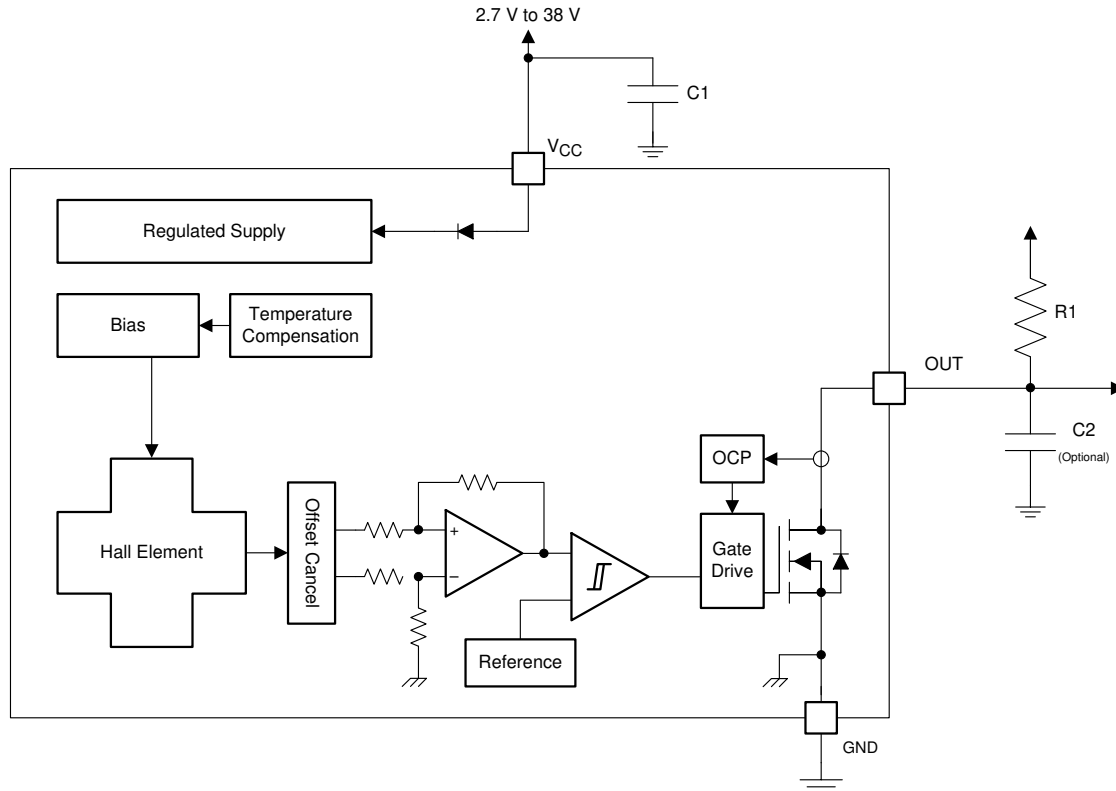 2.7 V to 38 V
C1
VCC
Regulated Supply
Bias
Temperature
Compensation
R1
OUT
C2
(Optional)
OCP
Hall Element
Offset Cancel
+
–
Gate
Drive
Reference
GND